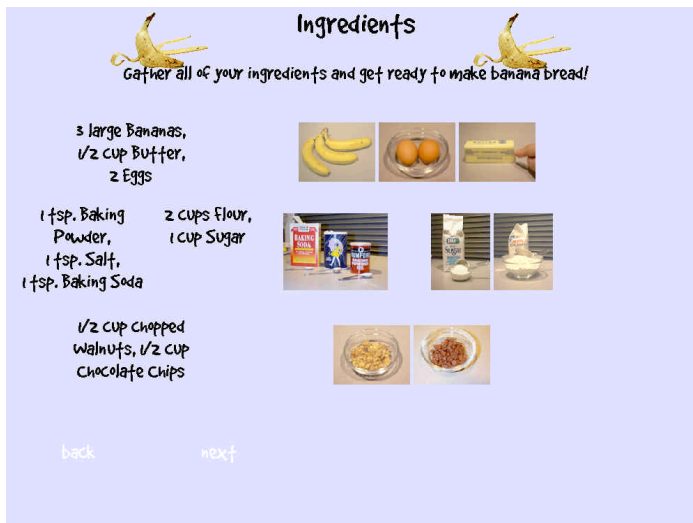 Ingredients
Gather all of your ingredients and get ready to make banana bread!
3 large Bananas,
1/2 cup Butter,
2 Eggs
1 tsp. Baking
Powder,
1 tsp. Salt,
1 tsp. Baking Soda
2 cups flour,
1 cup Sugar
BAKING
SODA
1/2 cup Chopped
Walnuts, 1/2 cup
Chocolate Chips
back
next